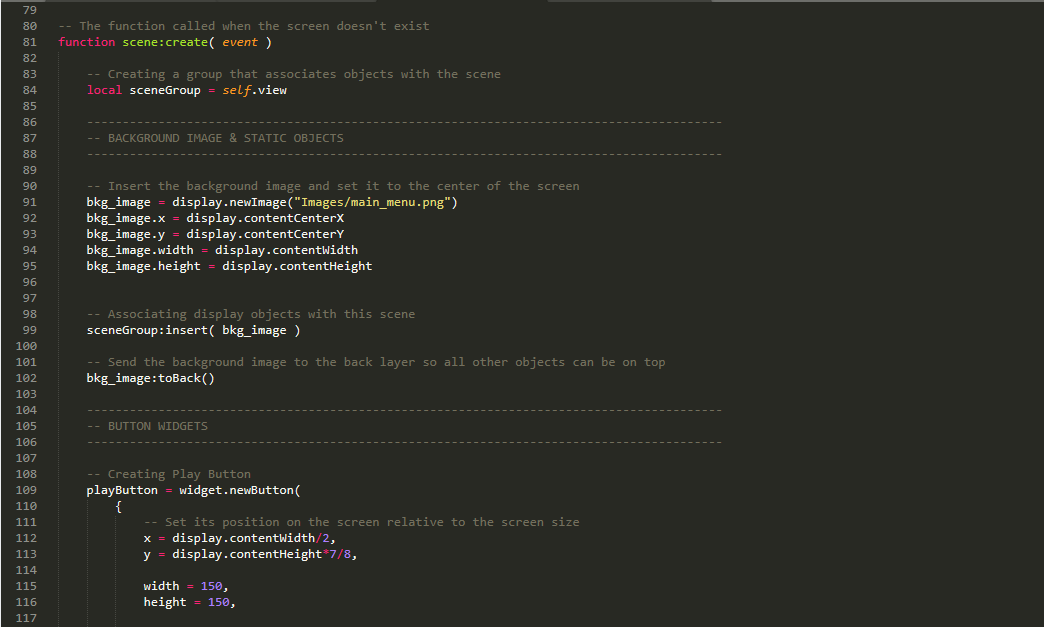 79
80 -- The function called when the screen doesn't exist
81 function scene:create( event )
82
83 -- Creating a group that associates objects with the scene
84 local sceneGroup = self.view
85
86 -----------------------------------------------------------------------------------------
87 -- BACKGROUND IMAGE & STATIC OBJECTS
88 -----------------------------------------------------------------------------------------
89
90 -- Insert the background image and set it to the center of the screen
91 bkg_image = display.newImage("Images/main_menu.png")
92 bkg_image.x = display.contentCenterX
93 bkg_image.y = display.contentCenterY
94 bkg_image.width = display.contentWidth
95 bkg_image.height = display.contentHeight
96
97
98 -- Associating display objects with this scene
99 sceneGroup:insert( bkg_image )
100
101 -- Send the background image to the back layer so all other objects can be on top
102 bkg_image:toBack()
103
104 -----------------------------------------------------------------------------------------
105 -- BUTTON WIDGETS
106 -----------------------------------------------------------------------------------------
107
108 -- Creating Play Button
109 playButton = widget.newButton(
110 {
111 -- Set its position on the screen relative to the screen size
112 x = display.contentWidth/2,
113 y = display.contentHeight*7/8,
114
115 width = 150,
116 height = 150,
117